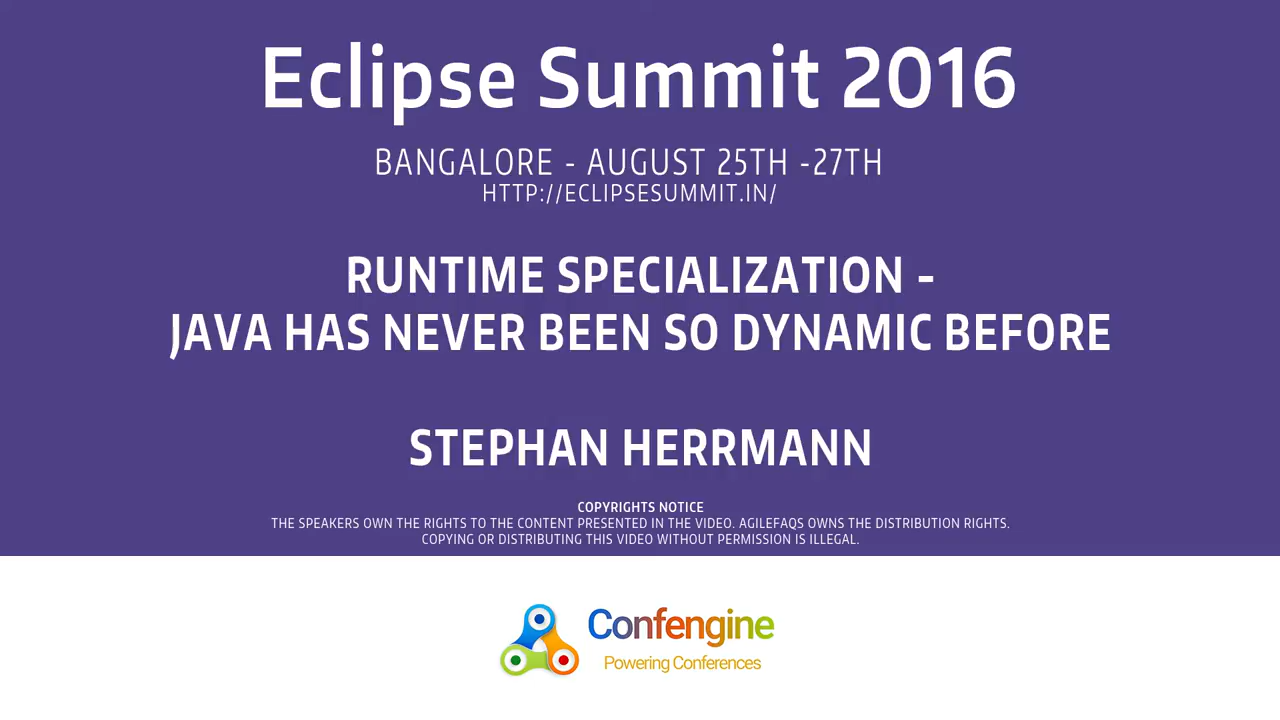 Eclipse Summit 2016
BANGALORE - AUGUST 25TH -27TH
HTTP://ECLIPSESUMMIT.IN/
RUNTIME SPECIALIZATION -
JAVA HAS NEVER BEEN SO DYNAMIC BEFORE
STEPHAN HERRMANN
COPYRIGHTS NOTICE
THE SPEAKERS OWN THE RIGHTS TO THE CONTENT PRESENTED IN THE VIDEO. AGILEFAQS OWNS THE DISTRIBUTION RIGHTS.
COPYING OR DISTRIBUTING THIS VIDEO WITHOUT PERMISSION IS ILLEGAL.
Confengine
Powering Conferences